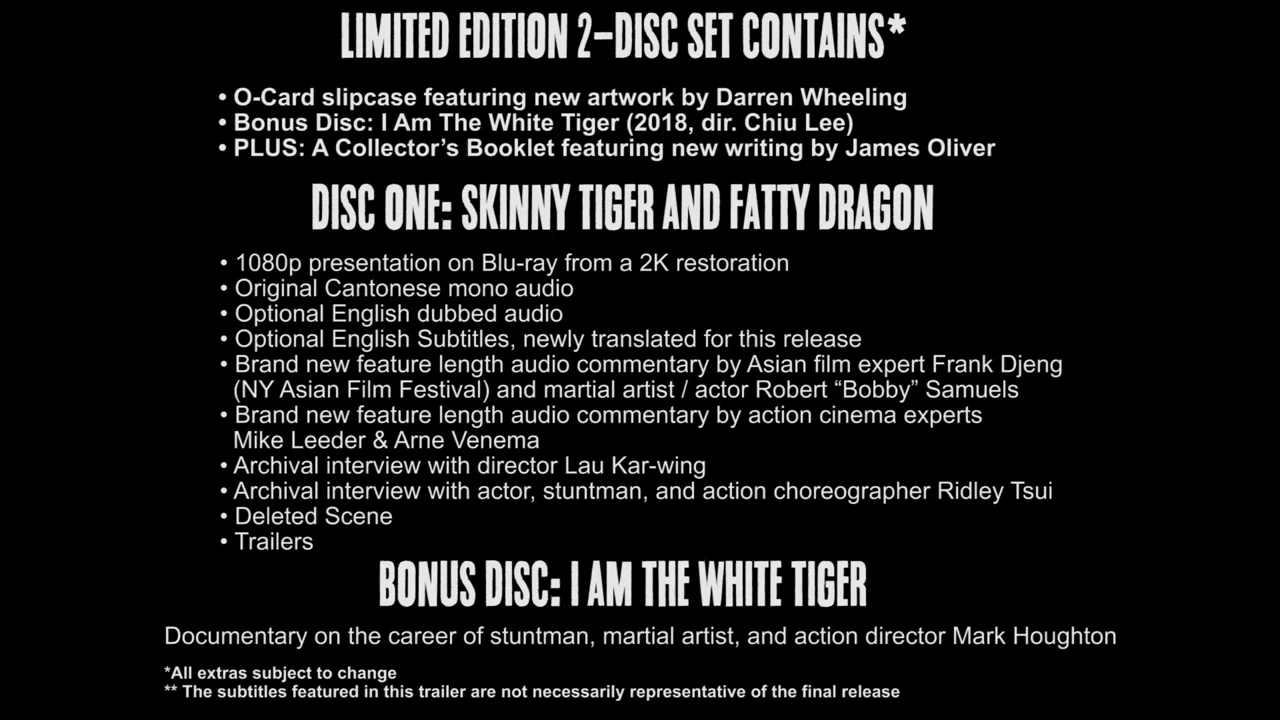 LIMITED EDITION 2-DISC SET CONTAINS*
• O-Card slipcase featuring new artwork by Darren Wheeling
• Bonus Disc: I Am The White Tiger (2018, dir. Chiu Lee)
• PLUS: A Collector's Booklet featuring new writing by James Oliver
DISC ONE: SKINNY TIGER AND FATTY DRAGON
• 1080p presentation on Blu-ray from a 2K restoration
• Original Cantonese mono audio
• Optional English dubbed audio
• Optional English Subtitles, newly translated for this release
• Brand new feature length audio commentary by Asian film expert Frank Djeng
(NY Asian Film Festival) and martial artist / actor Robert “Bobby” Samuels
• Brand new feature length audio commentary by action cinema experts
Mike Leeder & Arne Venema
• Archival interview with director Lau Kar-wing
• Archival interview with actor, stuntman, and action choreographer Ridley Tsui
• Deleted Scene
• Trailers
BONUS DISC: I AM THE WHITE TIGER
Documentary on the career of stuntman, martial artist, and action director Mark Houghton
*All extras subject to change
** The subtitles featured in this trailer are not necessarily representative of the final release